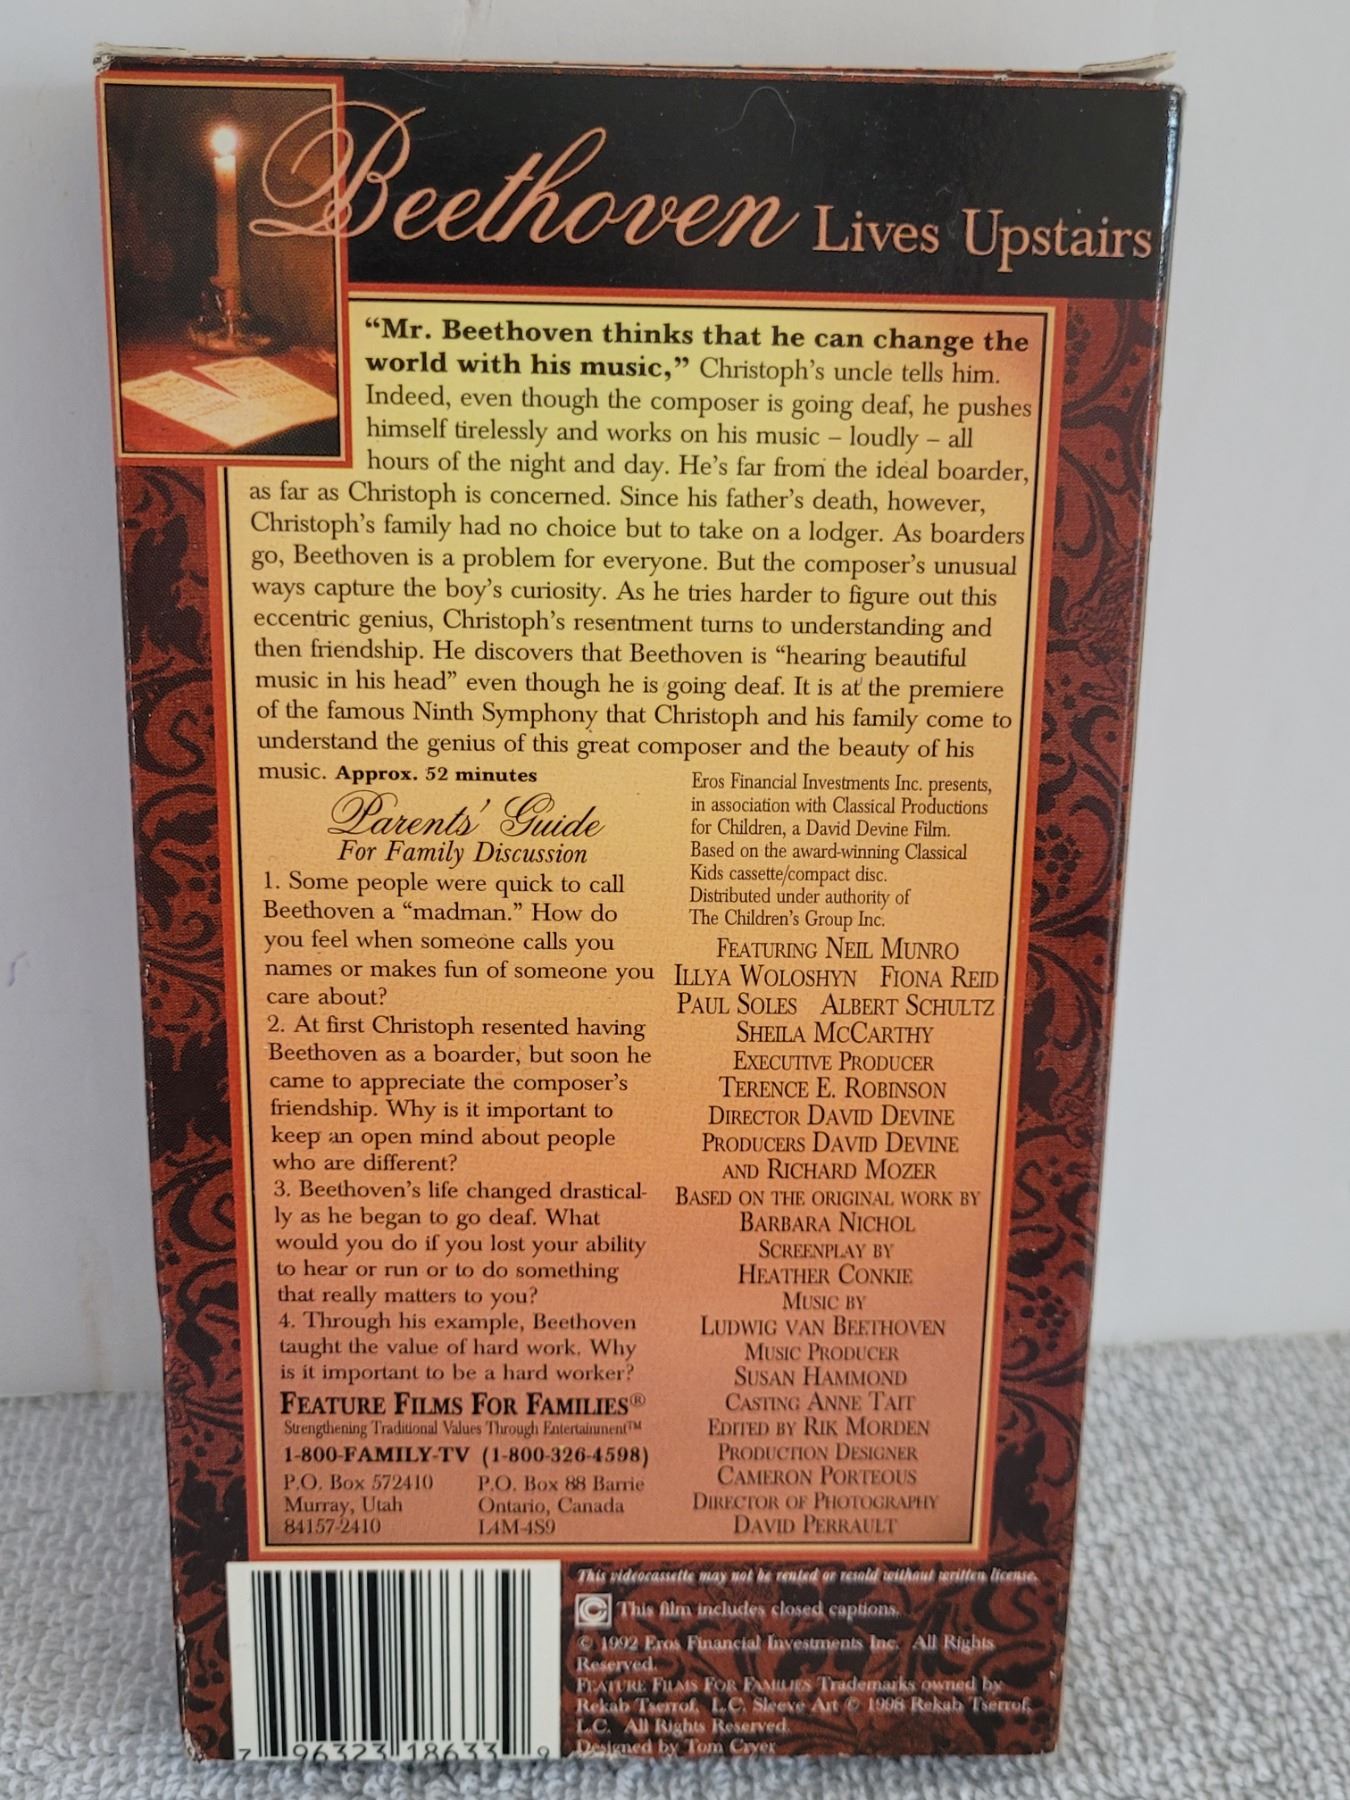 Beethoven Lives Upstairs
“Mr. Beethoven thinks that he can change the
world with his music,” Christoph’s uncle tells him.
Indeed, even though the composer is going deaf, he pushes
himself tirelessly and works on his music – loudly – all
hours of the night and day. He’s far from the ideal boarder,
as far as Christoph is concerned. Since his father’s death, however,
Christoph’s family had no choice but to take on a lodger. As boarders
go, Beethoven is a problem for everyone. But the composer’s unusual
ways capture the boy’s curiosity. As he tries harder to figure out this
eccentric genius, Christoph’s resentment turns to understanding and
then friendship. He discovers that Beethoven is “hearing beautiful
music in his head” even though he is going deaf. It is at the premiere
of the famous Ninth Symphony that Christoph and his family come to
understand the genius of this great composer and the beauty of his
music. Approx. 52 minutes
Parents’ Guide
For Family Discussion
1. Some people were quick to call
Beethoven a “madman.” How do
you feel when someone calls you
names or makes fun of someone you
care about?
2. At first Christoph resented having
Beethoven as a boarder, but soon he
came to appreciate the composer’s
friendship. Why is it important to
keep an open mind about people
who are different?
3. Beethoven’s life changed drastical-
ly as he began to go deaf. What
would you do if you lost your ability
to hear or run or to do something
that really matters to you?
4. Through his example, Beethoven
taught the value of hard work. Why
is it important to be a hard worker?
FEATURE FILMS FOR FAMILIES®
Strengthening Traditional Values Through Entertainment™
1-800-FAMILY-TV (1-800-326-4598)
P.O. Box 572410
Murray, Utah
84157-2410
P.O. Box 88 Barrie
Ontario, Canada
L4M-4S9
Eros Financial Investments Inc. presents,
in association with Classical Productions
for Children, a David Devine Film.
Based on the award-winning Classical
Kids cassette/compact disc.
Distributed under authority of
The Children’s Group Inc.
FEATURING NEIL MUNRO
ILLYA WOLOSHYN FIONA REID
PAUL SOLES ALBERT SCHULTZ
SHEILA MCCARTHY
EXECUTIVE PRODUCER
TERENCE E. ROBINSON
DIRECTOR DAVID DEVINE
PRODUCERS DAVID DEVINE
AND RICHARD MOZER
BASED ON THE ORIGINAL WORK BY
BARBARA NICHOL
SCREENPLAY BY
HEATHER CONKIE
MUSIC BY
LUDWIG VAN BEETHOVEN
MUSIC PRODUCER
SUSAN HAMMOND
CASTING ANNE TAIT
EDITED BY RIK MORDEN
PRODUCTION DESIGNER
CAMERON PORTEOUS
DIRECTOR OF PHOTOGRAPHY
DAVID PERRAULT
This videocassette may not be rented or resold without written license.
This film includes closed captions.
© 1992 Eros Financial Investments Inc. All Rights
Reserved.
FEATURE FILMS FOR FAMILIES Trademarks owned by
Rekab Tserrof, L.C. Sleeve Art © 1998 Rekab Tserrof,
L.C. All Rights Reserved.
Designed by Tom Cryer
7 96323 18633 9